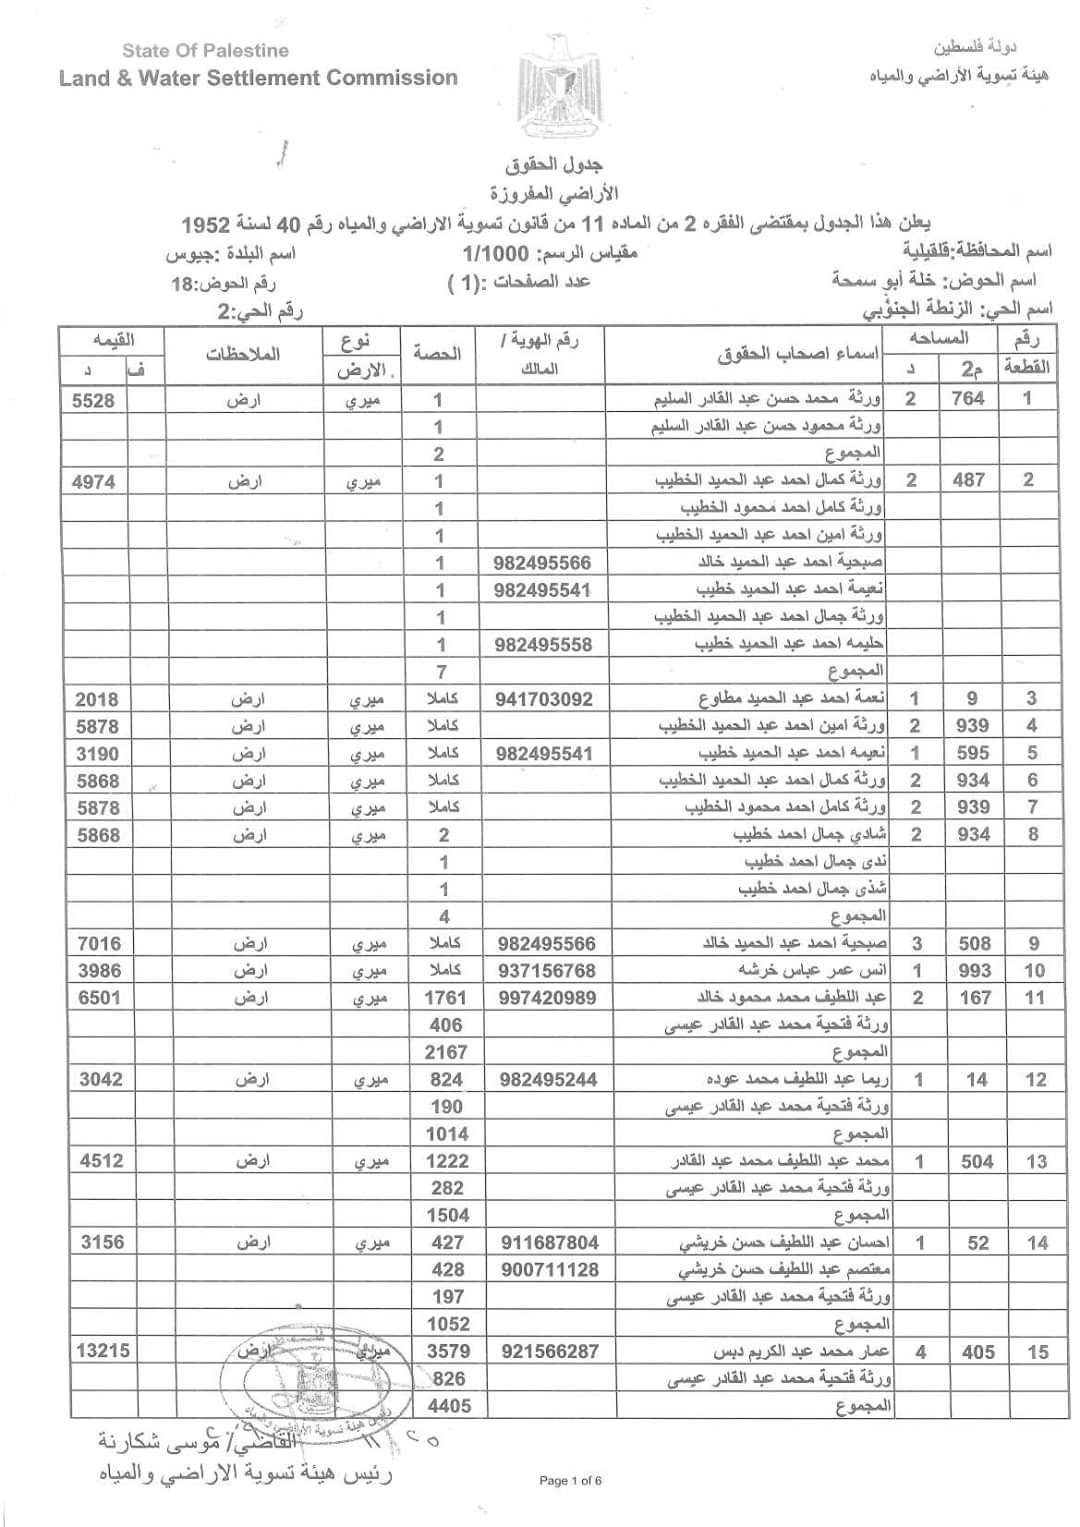 State Of Palestine
Land & Water Settlement Commission
دولة فلسطين
هيئة تسوية الأراضي والمياه
جدول الحقوق
الأراضي المفروزة
يعلن هذا الجدول بمقتضى الفقره 2 من الماده 11 من قانون تسوية الاراضي والمياه رقم 40 لسنة 1952
اسم المحافظة:قلقيلية مقياس الرسم: 1/1000 اسم البلدة :جيوس
اسم الحوض: خلة أبو سمحة عدد الصفحات :(1 ) رقم الحوض:18
اسم الحي: الزنطة الجنوبي رقم الحي:2
رقم القطعة المساحه م2 د اسماء اصحاب الحقوق رقم الهوية / المالك الحصة نوع الارض. الملاحظات القيمه ف د
1 764 2 ورثة محمد حسن عبد القادر السليم 1 ميري ارض 5528
ورثة محمود حسن عبد القادر السليم 1
المجموع 2
2 487 2 ورثة كمال احمد عبد الحميد الخطيب 1 ميري ارض 4974
ورثة كامل احمد محمود الخطيب 1
ورثة امين احمد عبد الحميد الخطيب 1
صبحية احمد عبد الحميد خالد 982495566 1
نعيمة احمد عبد الحميد خطيب 982495541 1
ورثة جمال احمد عبد الحميد الخطيب 1
حليمه احمد عبد الحميد خطيب 982495558 1
المجموع 7
3 9 1 نعمة احمد عبد الحميد مطاوع 941703092 كاملا ميري ارض 2018
4 939 2 ورثة امين احمد عبد الحميد الخطيب كاملا ميري ارض 5878
5 595 1 نعيمه احمد عبد الحميد خطيب 982495541 كاملا ميري ارض 3190
6 934 2 ورثة كمال احمد عبد الحميد الخطيب كاملا ميري ارض 5868
7 939 2 ورثة كامل احمد محمود الخطيب كاملا ميري ارض 5878
8 934 2 شادي جمال احمد خطيب 2 ميري ارض 5868
ندى جمال احمد خطيب 1
شذى جمال احمد خطيب 1
المجموع 4
9 508 3 صبحية احمد عبد الحميد خالد 982495566 كاملا ميري ارض 7016
10 993 1 انس عمر عباس خرشه 937156768 كاملا ميري ارض 3986
11 167 2 عبد اللطيف محمد محمود خالد 997420989 1761 ميري ارض 6501
ورثة فتحية محمد عبد القادر عيسى 406
المجموع 2167
12 14 1 ريما عبد اللطيف محمد عوده 982495244 824 ميري ارض 3042
ورثة فتحية محمد عبد القادر عيسى 190
المجموع 1014
13 504 1 محمد عبد اللطيف محمد عبد القادر 1222 ميري ارض 4512
ورثة فتحية محمد عبد القادر عيسى 282
المجموع 1504
14 52 1 احسان عبد اللطيف حسن خريشي 911687804 427 ميري ارض 3156
معتصم عبد اللطيف حسن خريشي 900711128 428
ورثة فتحية محمد عبد القادر عيسى 197
المجموع 1052
15 405 4 عمار محمد عبد الكريم دبس 921566287 3579 ميري ارض 13215
ورثة فتحية محمد عبد القادر عيسى 826
المجموع 4405
رئيس هيئة تسوية الأراضي والمياه
القاضي/ موسى شكارنة
رئيس هيئة تسوية الاراضي والمياه
Page 1 of 6